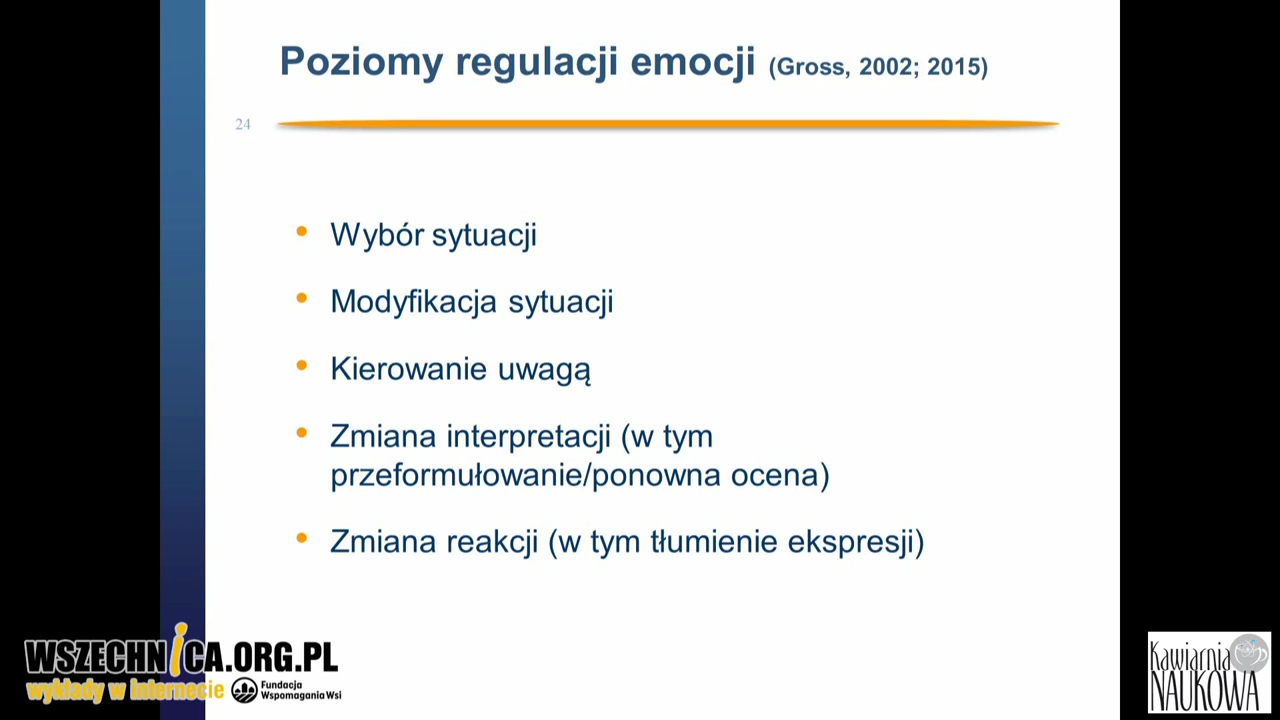 Poziomy regulacji emocji (Gross, 2002; 2015)
24
• Wybór sytuacji
• Modyfikacja sytuacji
• Kierowanie uwagą
• Zmiana interpretacji (w tym
przeformułowanie/ponowna ocena)
• Zmiana reakcji (w tym tłumienie ekspresji)
WSZECHNICA.ORG.PL
wykłady w internecie
Fundacja
Wspomagania Wsi
Kawiarnia
NAUKOWA